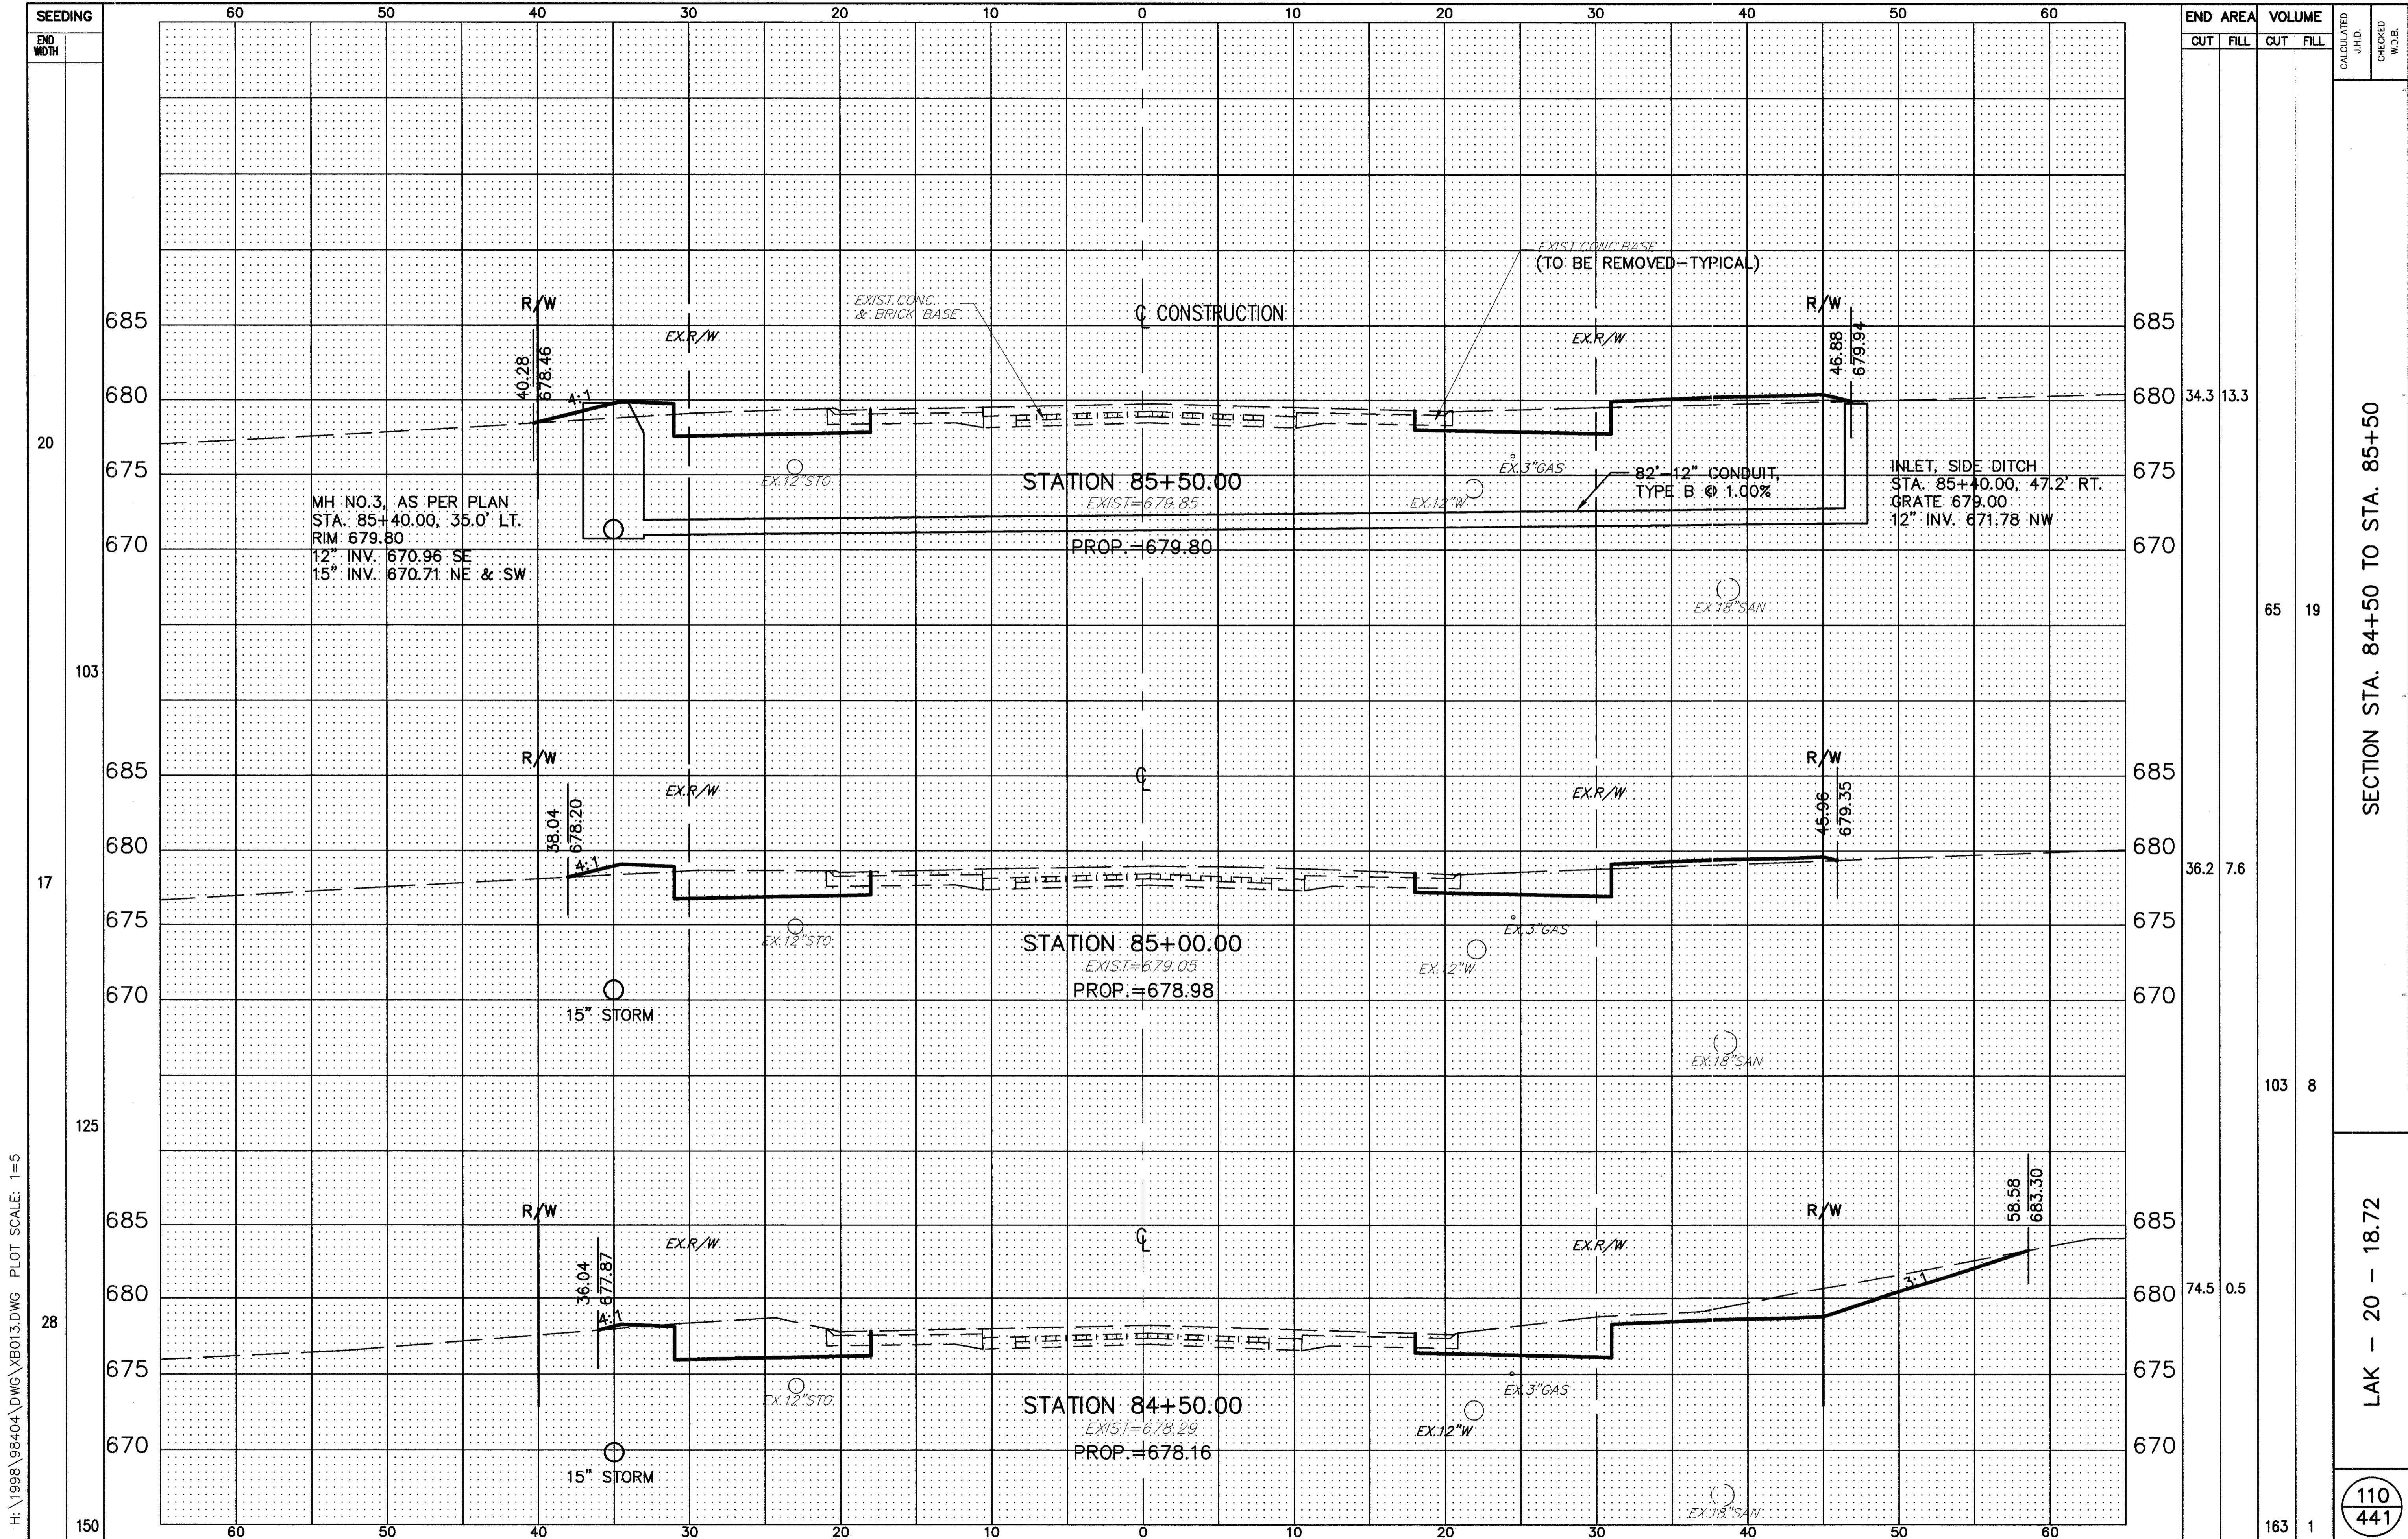 SEEDING
END WIDTH
60 50 40 30 20 10 0 10 20 30 40 50 60
END AREA VOLUME
CUT FILL CUT FILL
CALCULATED
J.H.D.
CHECKED
W.D.B.
R/W
EX.R/W
EXIST.CONC.
& BRICK BASE
℄ CONSTRUCTION
EXIST.CONC.BASE
(TO BE REMOVED-TYPICAL)
EX.R/W
R/W
685 685
40.28
678.46
46.88
679.94
4:1
680 680
34.3 13.3
20
675 675
EX.12"STO
STATION 85+50.00
EXIST=679.85
PROP.=679.80
EX.3"GAS
EX.12"W
82'-12" CONDUIT,
TYPE B @ 1.00%
INLET, SIDE DITCH
STA. 85+40.00, 47.2' RT.
GRATE 679.00
12" INV. 671.78 NW
MH NO.3, AS PER PLAN
STA. 85+40.00, 35.0' LT.
RIM 679.80
12" INV. 670.96 SE
15" INV. 670.71 NE & SW
670 670
EX.18"SAN
65 19
103
R/W
EX.R/W
℄
EX.R/W
R/W
685 685
38.04
678.20
45.96
679.35
4:1
680 680
36.2 7.6
17
675 675
EX.12"STO
STATION 85+00.00
EXIST=679.05
PROP.=678.98
EX.3"GAS
EX.12"W
670 670
15" STORM
EX.18"SAN
103 8
125
R/W
EX.R/W
℄
EX.R/W
R/W
685 685
36.04
677.87
58.58
683.30
4:1
3:1
680 680
74.5 0.5
28
675 675
EX.12"STO
STATION 84+50.00
EXIST=678.29
PROP.=678.16
EX.3"GAS
EX.12"W
670 670
15" STORM
EX.18"SAN
163 1
150
60 50 40 30 20 10 0 10 20 30 40 50 60
SECTION STA. 84+50 TO STA. 85+50
LAK - 20 - 18.72
110
441
H:\1998\98404\DWG\XB013.DWG PLOT SCALE: 1=5